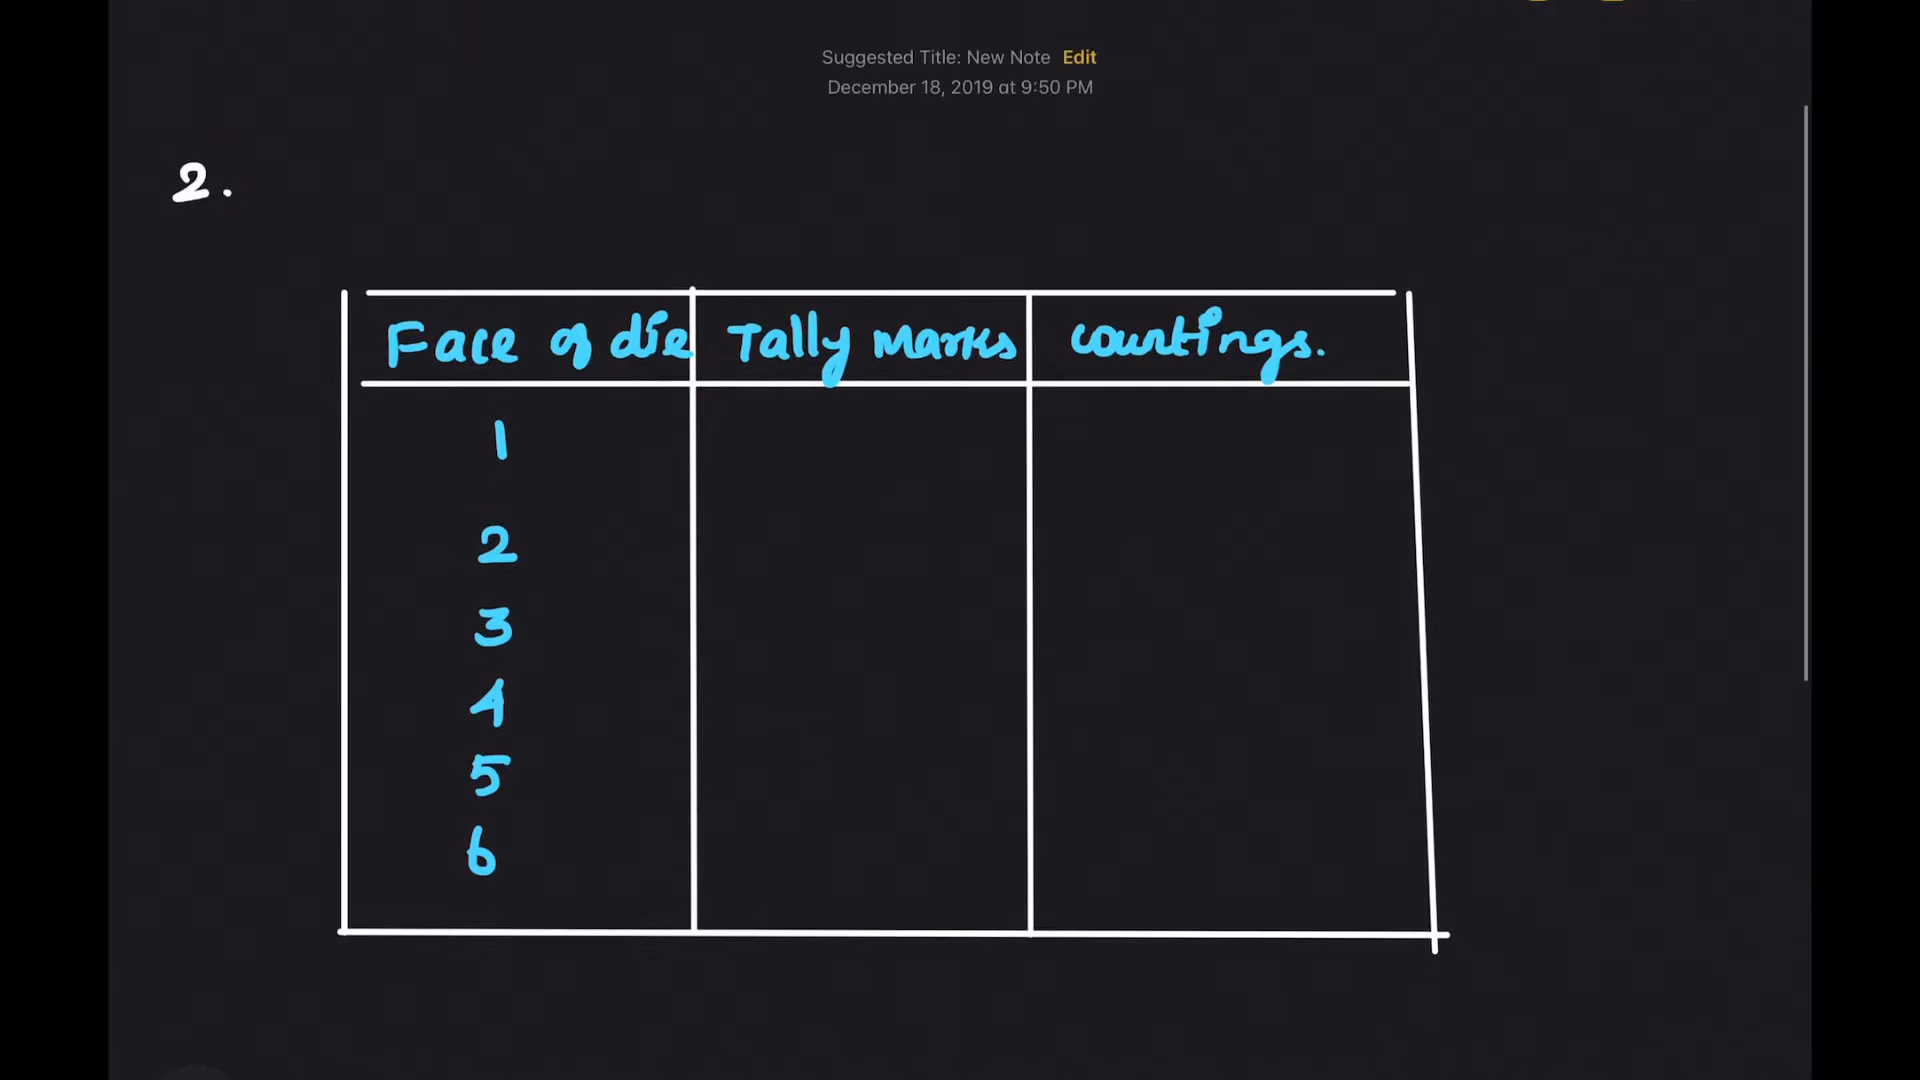 Suggested Title: New Note Edit
December 18, 2019 at 9:50 PM
2.
Face of die Tally Marks countings.
1
2
3
4
5
6